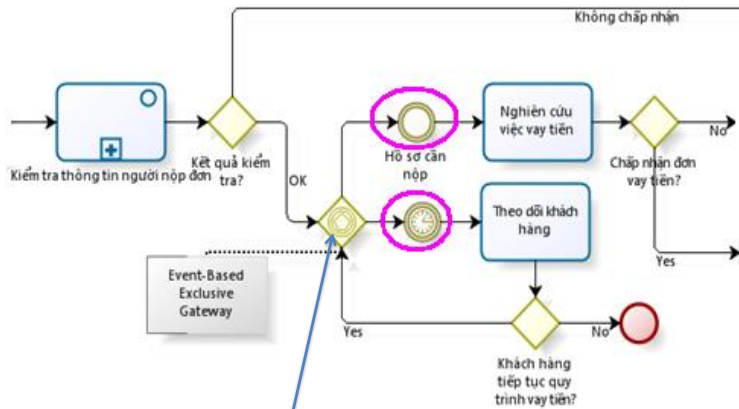 Không chấp nhận
Kiểm tra thông tin người nộp đơn
Kết quả kiểm
tra?
OK
Hồ sơ cần
nộp
Nghiên cứu
việc vay tiền
Chấp nhận đơn
vay tiền?
No
Yes
Theo dõi khách
hàng
Event-Based
Exclusive
Gateway
Yes
No
Khách hàng
tiếp tục quy
trình vay tiền?